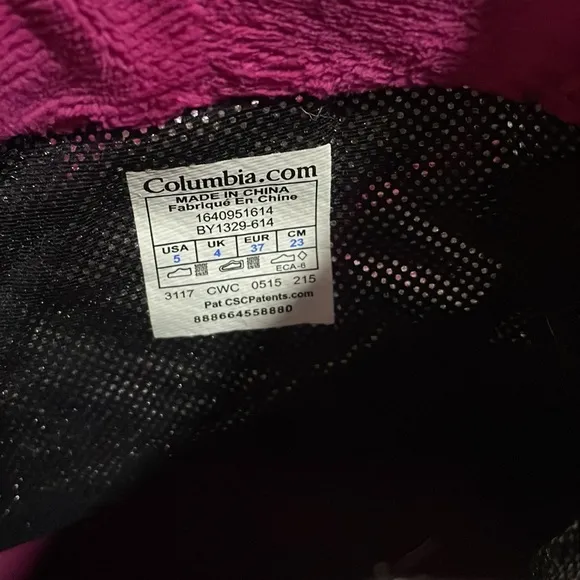 Columbia.com
MADE IN CHINA
Fabriqué En Chine
1640951614
BY1329-614
USA UK EUR CM
5 4 37 23
ECA-6
3117 CWC 0515 215
Pat CSCPatents.com
888664558880